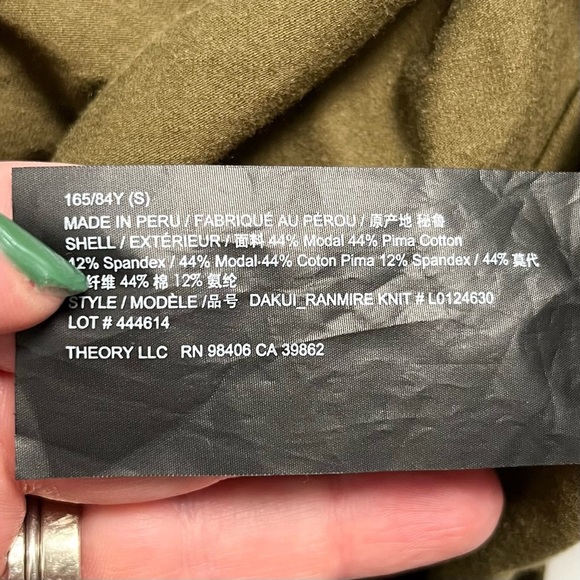 165/84Y (S)
MADE IN PERU / FABRIQUÉ AU PÉROU / 原产地 秘鲁
SHELL / EXTÉRIEUR / 面料 44% Modal 44% Pima Cotton
12% Spandex / 44% Modal 44% Coton Pima 12% Spandex / 44% 莫代
纤维 44% 棉 12% 氨纶
STYLE / MODÈLE /品号 DAKUI_RANMIRE KNIT # L0124630
LOT # 444614
THEORY LLC RN 98406 CA 39862